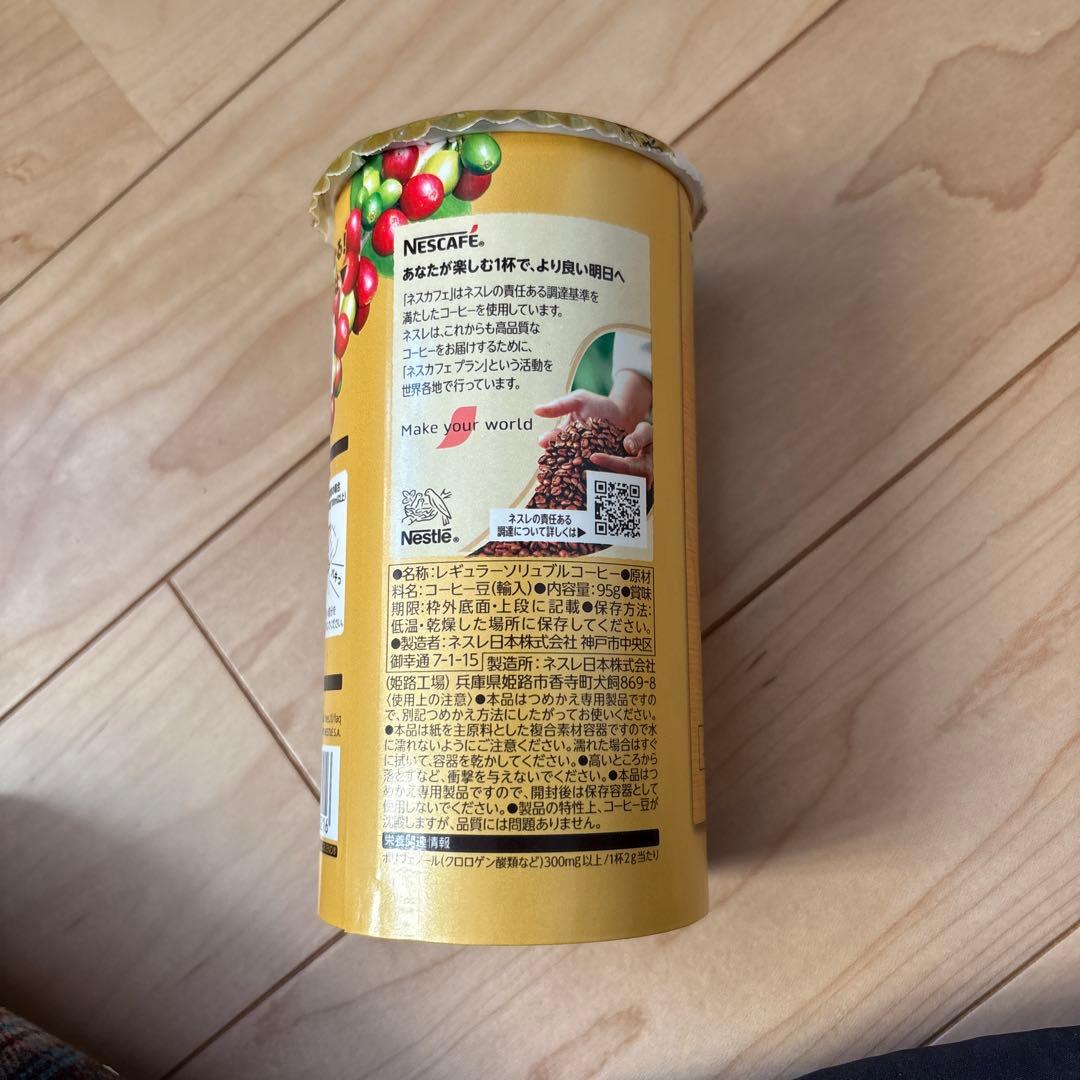 NESCAFÉ®
あなたが楽しむ1杯で、より良い明日へ
「ネスカフェ」はネスレの責任ある調達基準を
満たしたコーヒーを使用しています。
ネスレは、これからも高品質な
コーヒーをお届けするために、
「ネスカフェ プラン」という活動を
世界各地で行っています。
Make your world
Nestlé®
ネスレの責任ある
調達について詳しくは▶
●名称:レギュラーソリュブルコーヒー●原材
料名:コーヒー豆(輸入)●内容量:95g●賞味
期限:枠外底面・上段に記載●保存方法:
低温・乾燥した場所に保存してください。
●製造者:ネスレ日本株式会社 神戸市中央区
御幸通7-1-15 製造所:ネスレ日本株式会社
(姫路工場) 兵庫県姫路市香寺町犬飼869-8
〈使用上の注意〉●本品はつめかえ専用製品ですの
で、別記つめかえ方法にしたがってお使いください。
●本品は紙を主原料とした複合素材容器ですので水
に濡れないようにご注意ください。濡れた場合はすぐ
に拭いて、容器を乾かしてください。●高いところから
落とすなど、衝撃を与えないでください。●本品はつ
めかえ専用製品ですので、開封後は保存容器として
使用しないでください。●製品の特性上、コーヒー豆が
沈殿しますが、品質には問題ありません。
栄養関連情報
ポリフェノール(クロロゲン酸類など)300mg以上/1杯2g当たり